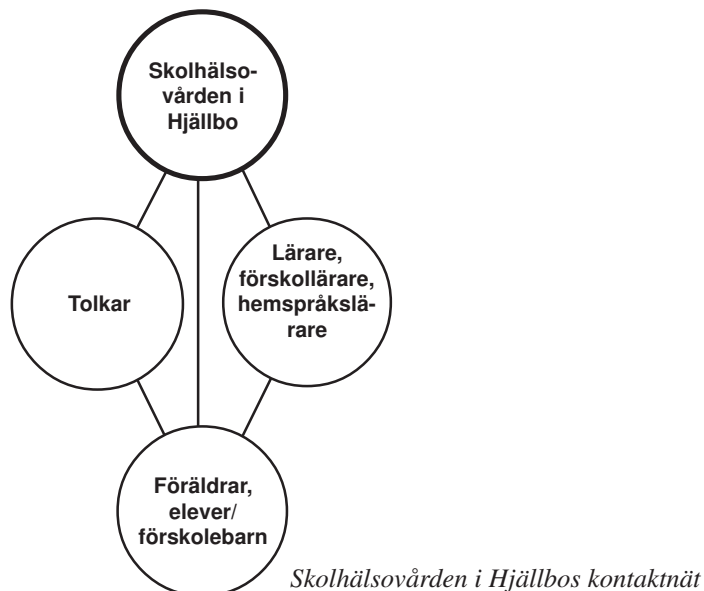 Skolhälso-
vården i
Hjällbo
Tolkar
Lärare,
förskollärare,
hemspråkslä-
rare
Föräldrar,
elever/
förskolebarn
Skolhälsovården i Hjällbos kontaktnät